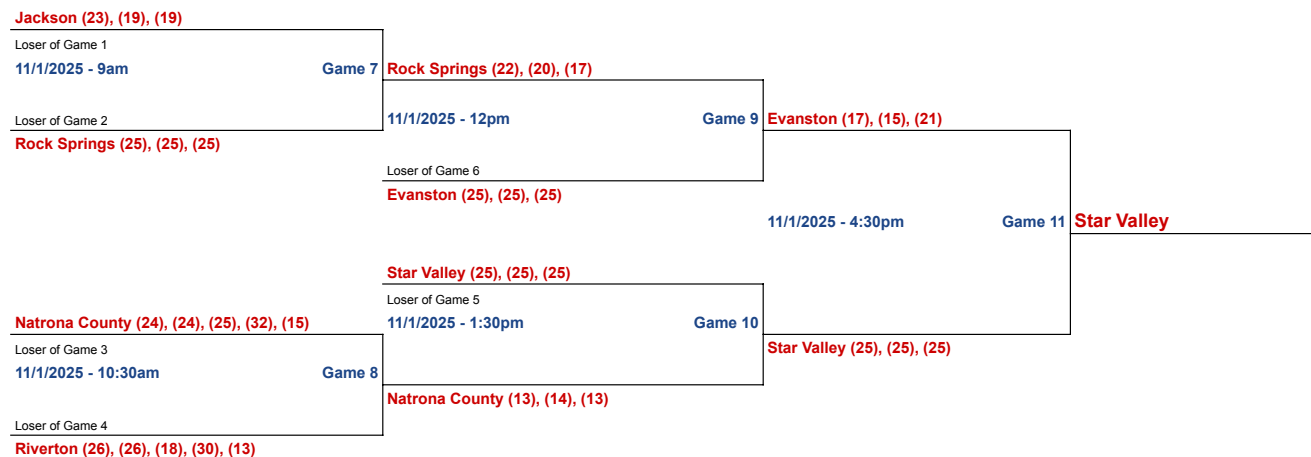 Jackson (23), (19), (19)
Loser of Game 1
11/1/2025 - 9am
Game 7
Rock Springs (22), (20), (17)
Loser of Game 2
11/1/2025 - 12pm
Game 9
Evanston (17), (15), (21)
Rock Springs (25), (25), (25)
Loser of Game 6
Evanston (25), (25), (25)
11/1/2025 - 4:30pm
Game 11
Star Valley
Star Valley (25), (25), (25)
Loser of Game 5
Natrona County (24), (24), (25), (32), (15)
11/1/2025 - 1:30pm
Game 10
Loser of Game 3
Star Valley (25), (25), (25)
11/1/2025 - 10:30am
Game 8
Natrona County (13), (14), (13)
Loser of Game 4
Riverton (26), (26), (18), (30), (13)